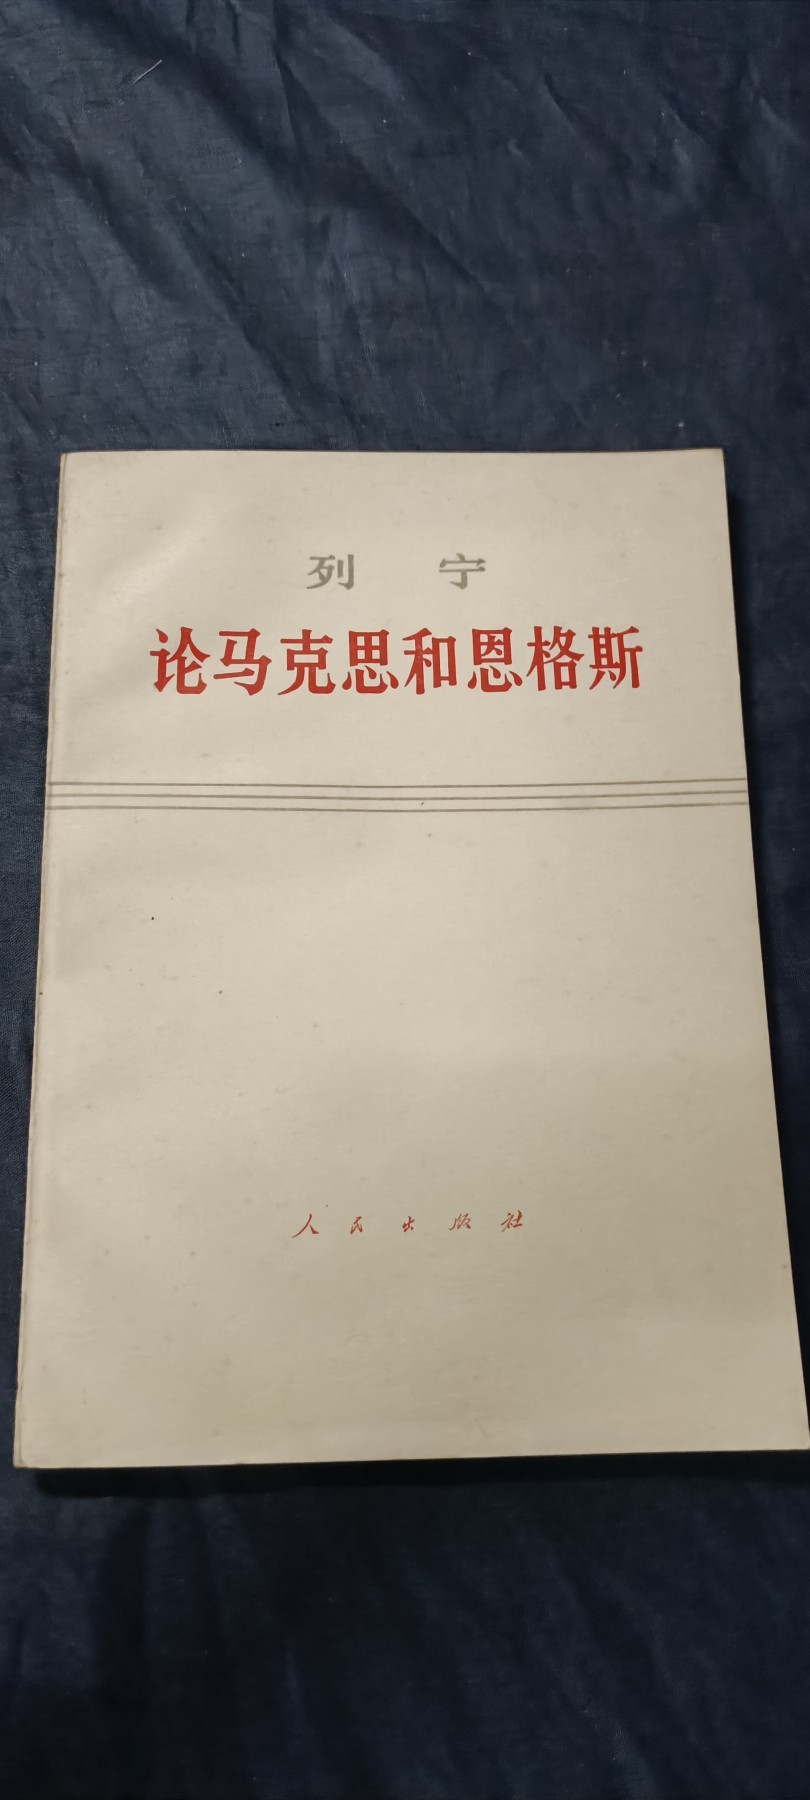 列宁
论马克思和恩格斯
人民出版社